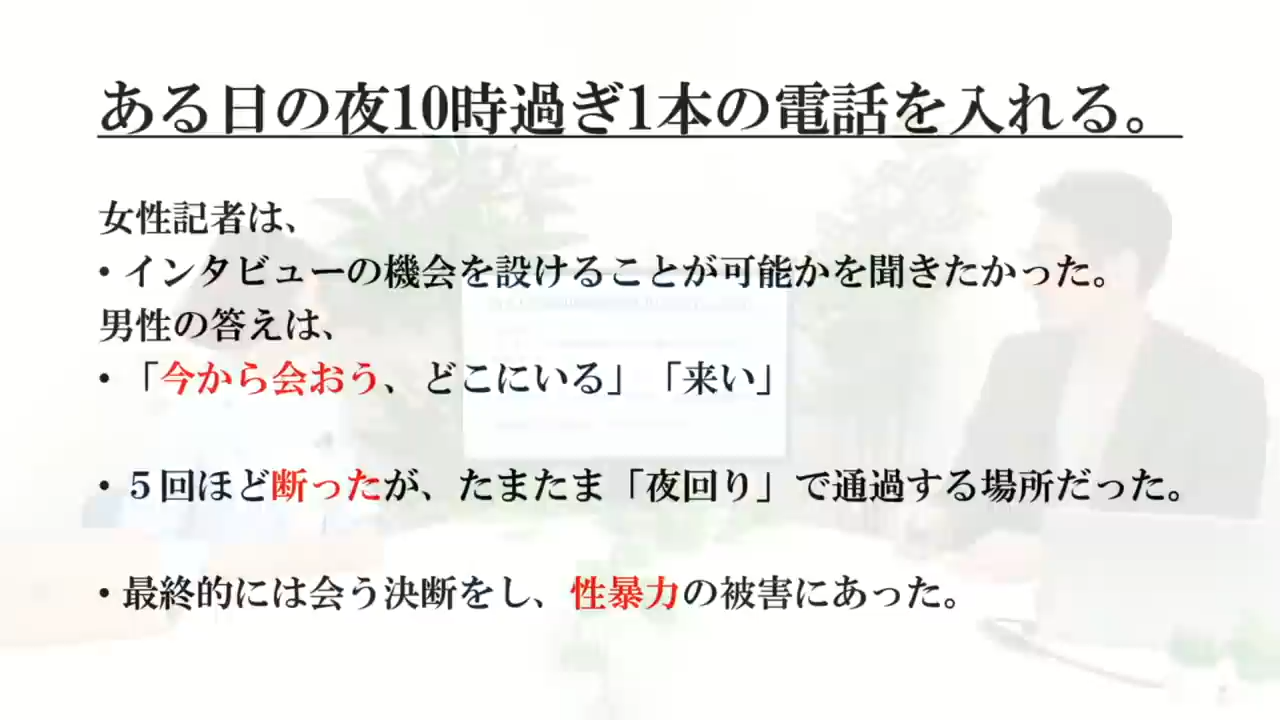 ある日の夜10時過ぎ1本の電話を入れる。
女性記者は、
・インタビューの機会を設けることが可能かを聞きたかった。
男性の答えは、
・「今から会おう、どこにいる」「来い」
・５回ほど断ったが、たまたま「夜回り」で通過する場所だった。
・最終的には会う決断をし、性暴力の被害にあった。